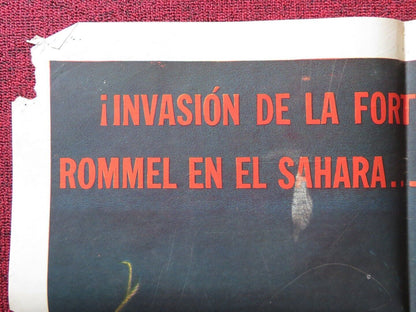 ¡INVASIÓN DE LA FORT
ROMMEL EN EL SAHARA...